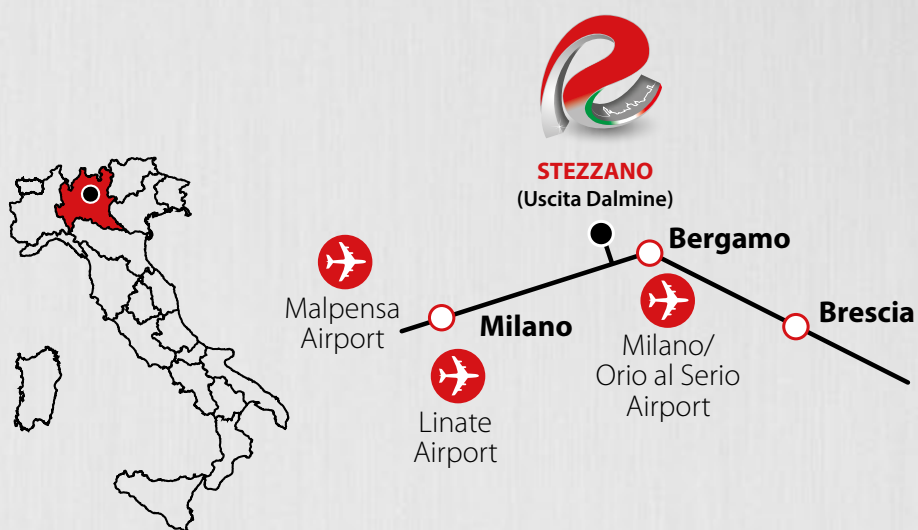 STEZZANO
(Uscita Dalmine)
Bergamo
Malpensa
Airport
Milano
Brescia
Milano/
Orio al Serio
Airport
Linate
Airport